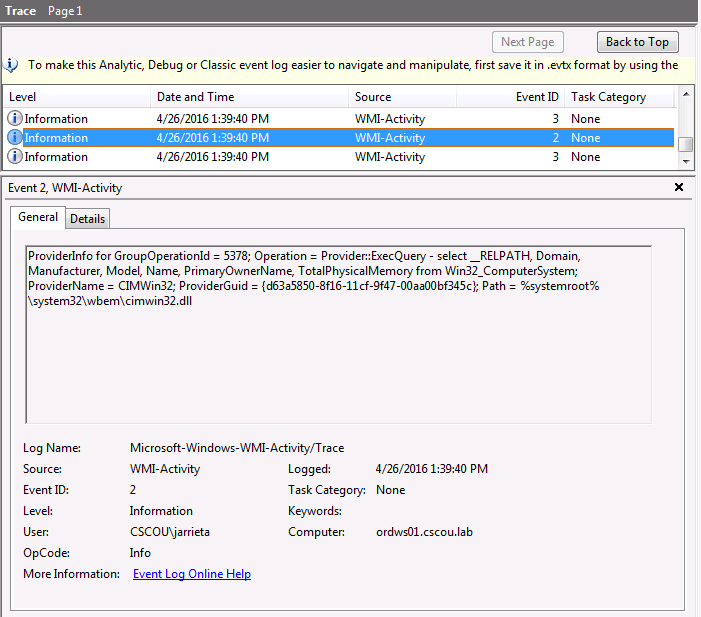 Trace Page 1
Next Page Back to Top
To make this Analytic, Debug or Classic event log easier to navigate and manipulate, first save it in .evtx format by using the
Level Date and Time Source Event ID Task Category
Information 4/26/2016 1:39:40 PM WMI-Activity 3 None
Information 4/26/2016 1:39:40 PM WMI-Activity 2 None
Information 4/26/2016 1:39:40 PM WMI-Activity 3 None
Event 2, WMI-Activity
General Details
ProviderInfo for GroupOperationId = 5378; Operation = Provider::ExecQuery - select __RELPATH, Domain,
Manufacturer, Model, Name, PrimaryOwnerName, TotalPhysicalMemory from Win32_ComputerSystem;
ProviderName = CIMWin32; ProviderGuid = {d63a5850-8f16-11cf-9f47-00aa00bf345c}; Path = %systemroot%
\system32\wbem\cimwin32.dll
Log Name: Microsoft-Windows-WMI-Activity/Trace
Source: WMI-Activity Logged: 4/26/2016 1:39:40 PM
Event ID: 2 Task Category: None
Level: Information Keywords:
User: CSCOU\jarrieta Computer: ordws01.cscou.lab
OpCode: Info
More Information: Event Log Online Help